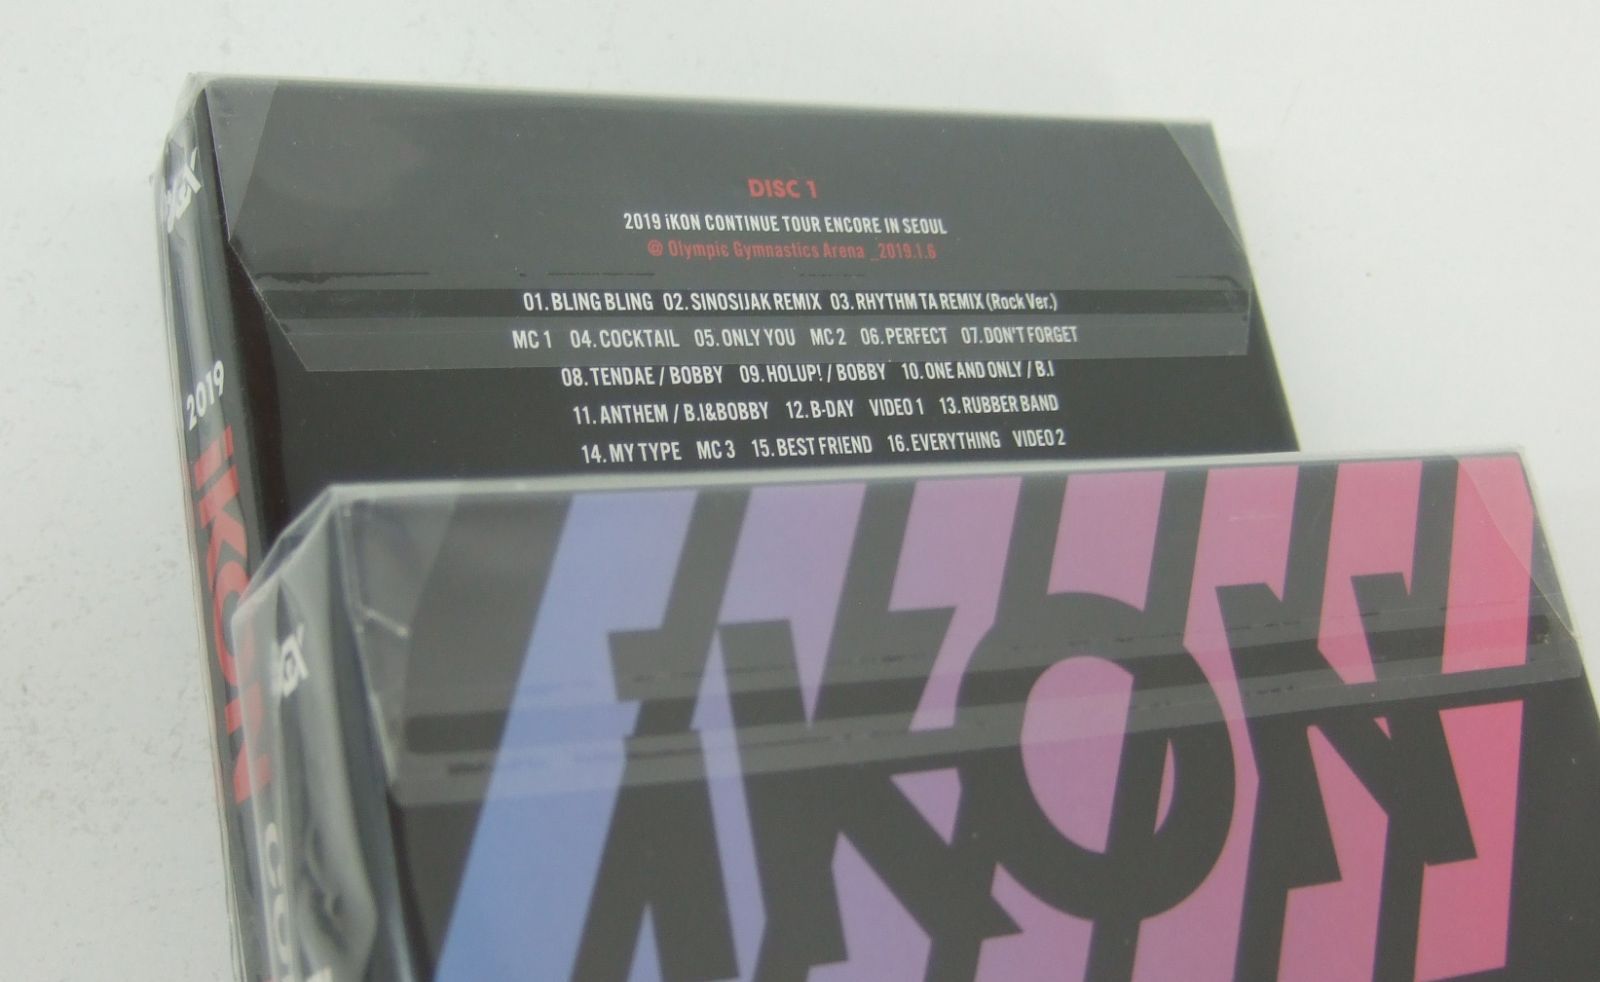 DISC 1
2019 iKON CONTINUE TOUR ENCORE IN SEOUL
@ Olympic Gymnastics Arena _2019.1.6
01. BLING BLING 02. SINOSIJAK REMIX 03. RHYTHM TA REMIX (Rock Ver.)
MC 1 04. COCKTAIL 05. ONLY YOU MC 2 06. PERFECT 07. DON'T FORGET
08. TENDAE / BOBBY 09. HOLUP! / BOBBY 10. ONE AND ONLY / B.I
11. ANTHEM / B.I&BOBBY 12. B-DAY VIDEO 1 13. RUBBER BAND
14. MY TYPE MC 3 15. BEST FRIEND 16. EVERYTHING VIDEO 2
2019 iKON
iKON